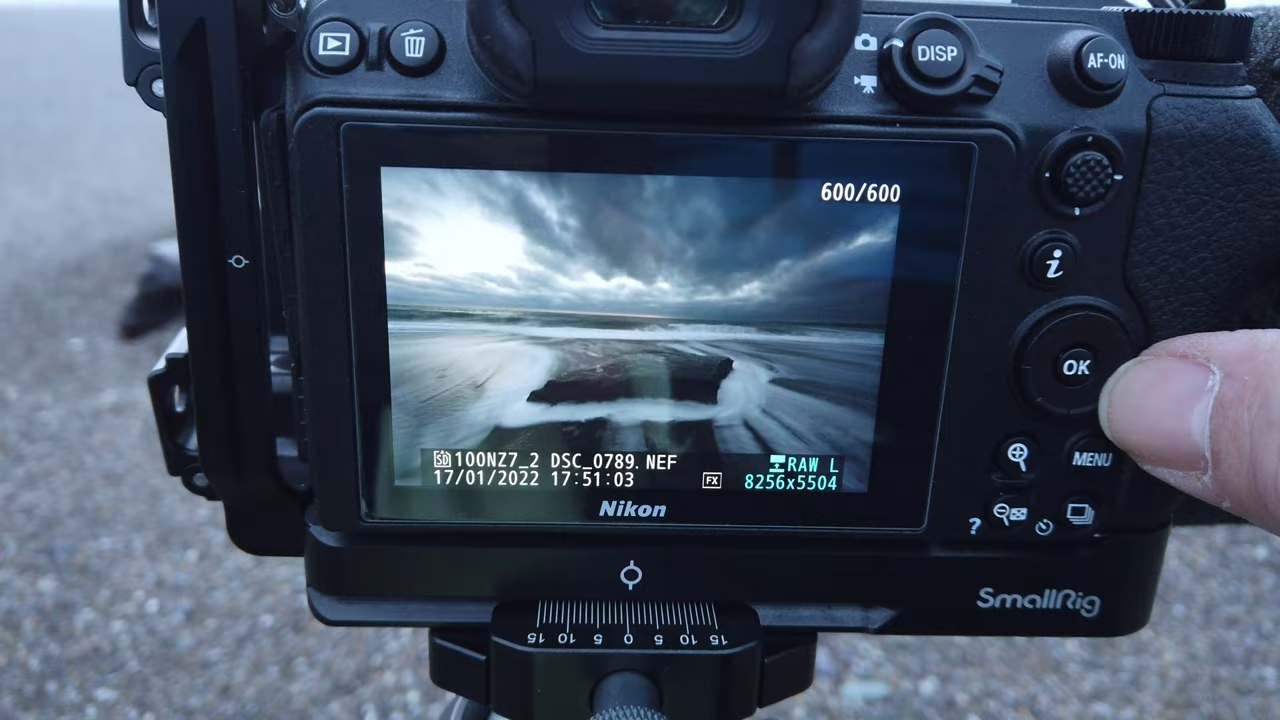 DISP
AF-ON
600/600
i
OK
SD 100NZ7_2 DSC_0789.NEF
RAW L
17/01/2022 17:51:03
FX
8256x5504
MENU
Nikon
?
SmallRig
15 10 5 0 5 10 15